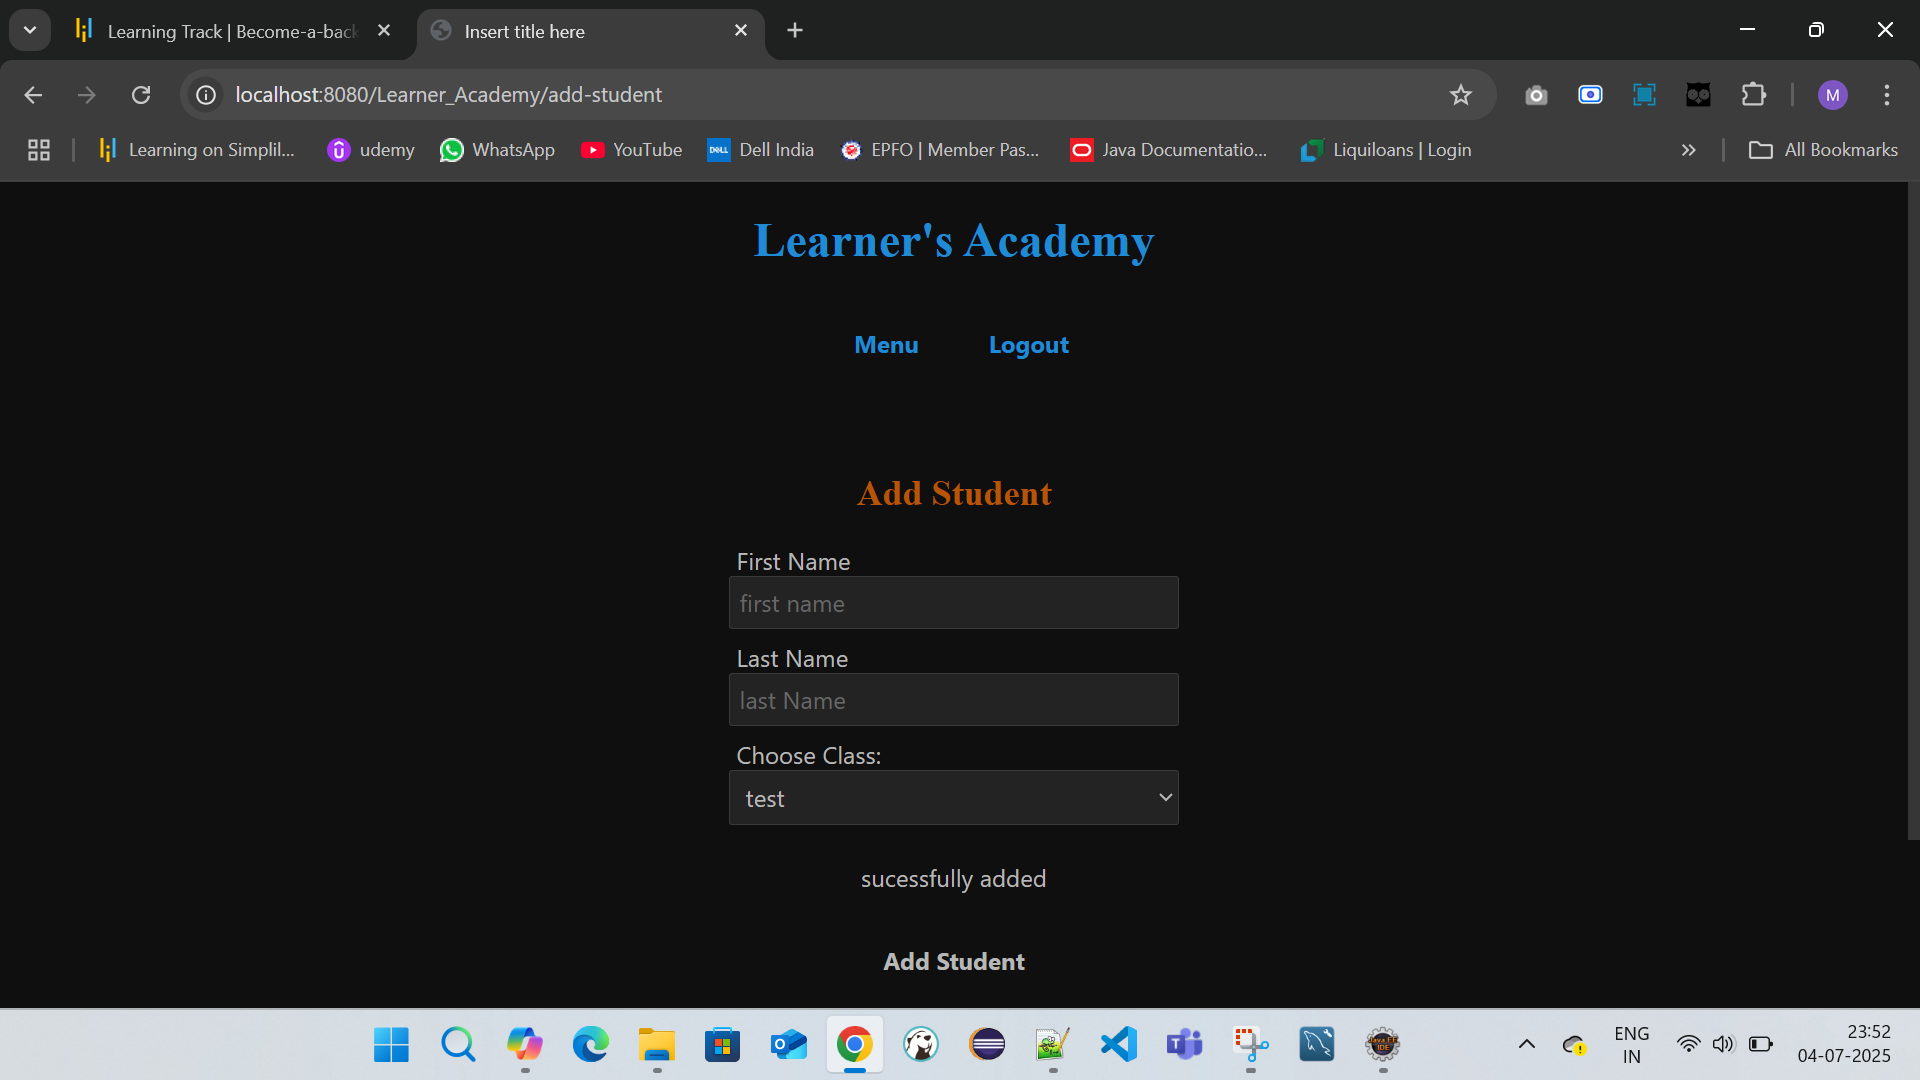 Learning Track | Become-a-back
Insert title here
localhost:8080/Learner_Academy/add-student
M
Learning on Simplil...
udemy
WhatsApp
YouTube
DELL
Dell India
EPFO | Member Pas...
Java Documentatio...
Liquiloans | Login
All Bookmarks
Learner's Academy
Menu
Logout
Add Student
First Name
first name
Last Name
last Name
Choose Class:
test
sucessfully added
Add Student
ENG
IN
23:52
04-07-2025